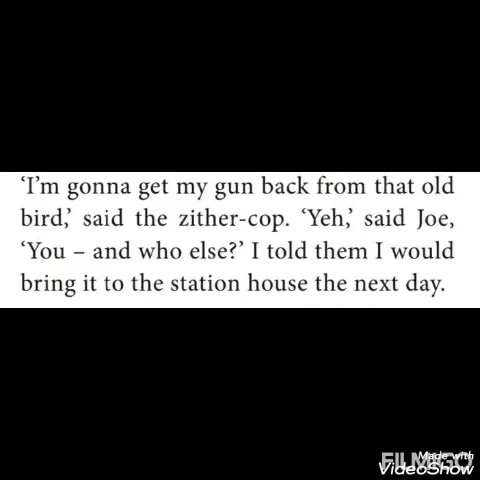 ‘I’m gonna get my gun back from that old
bird,’ said the zither-cop. ‘Yeh,’ said Joe,
‘You – and who else?’ I told them I would
bring it to the station house the next day.
Made with
FILMIGO
VideoShow